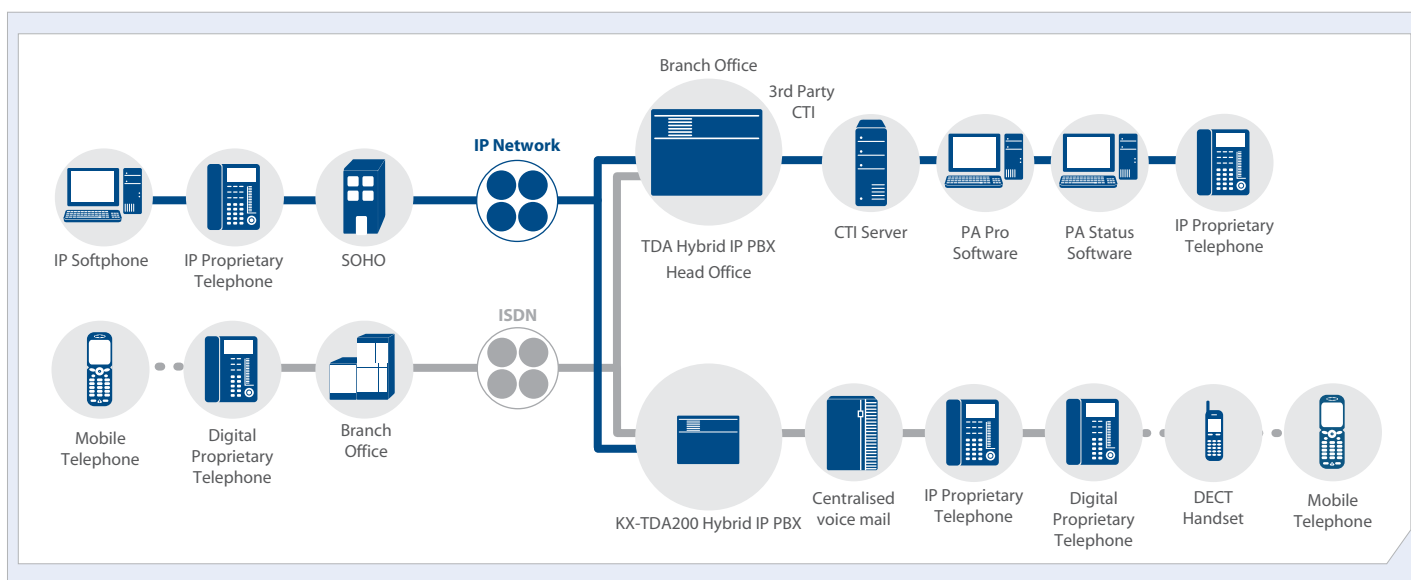 Branch Office
3rd Party
CTI
IP Network
IP Softphone
IP Proprietary
Telephone
SOHO
TDA Hybrid IP PBX
Head Office
CTI Server
PA Pro
Software
PA Status
Software
IP Proprietary
Telephone
ISDN
Mobile
Telephone
Digital
Proprietary
Telephone
Branch
Office
KX-TDA200 Hybrid IP PBX
Centralised
voice mail
IP Proprietary
Telephone
Digital
Proprietary
Telephone
DECT
Handset
Mobile
Telephone